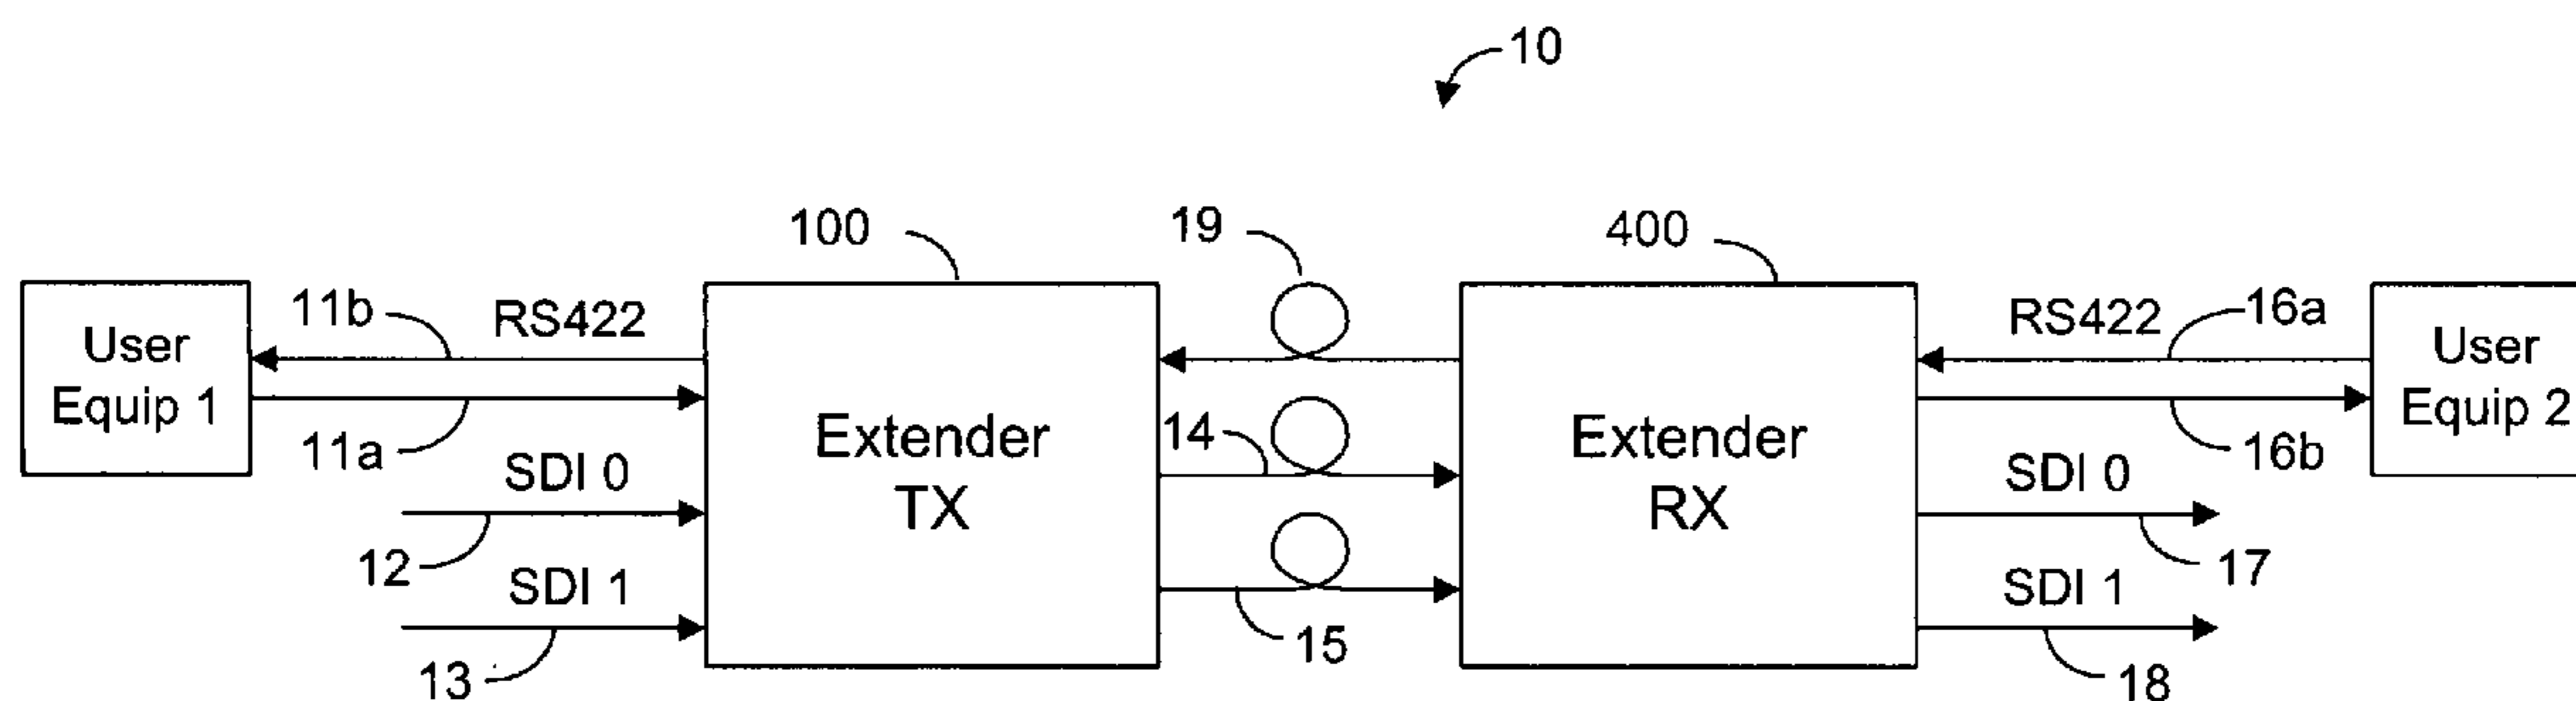 10
100
19
400
11b
RS422
RS422
16a
User
Equip 1
User
Equip 2
11a
14
16b
SDI 0
Extender
TX
Extender
RX
SDI 0
12
17
SDI 1
15
SDI 1
13
18